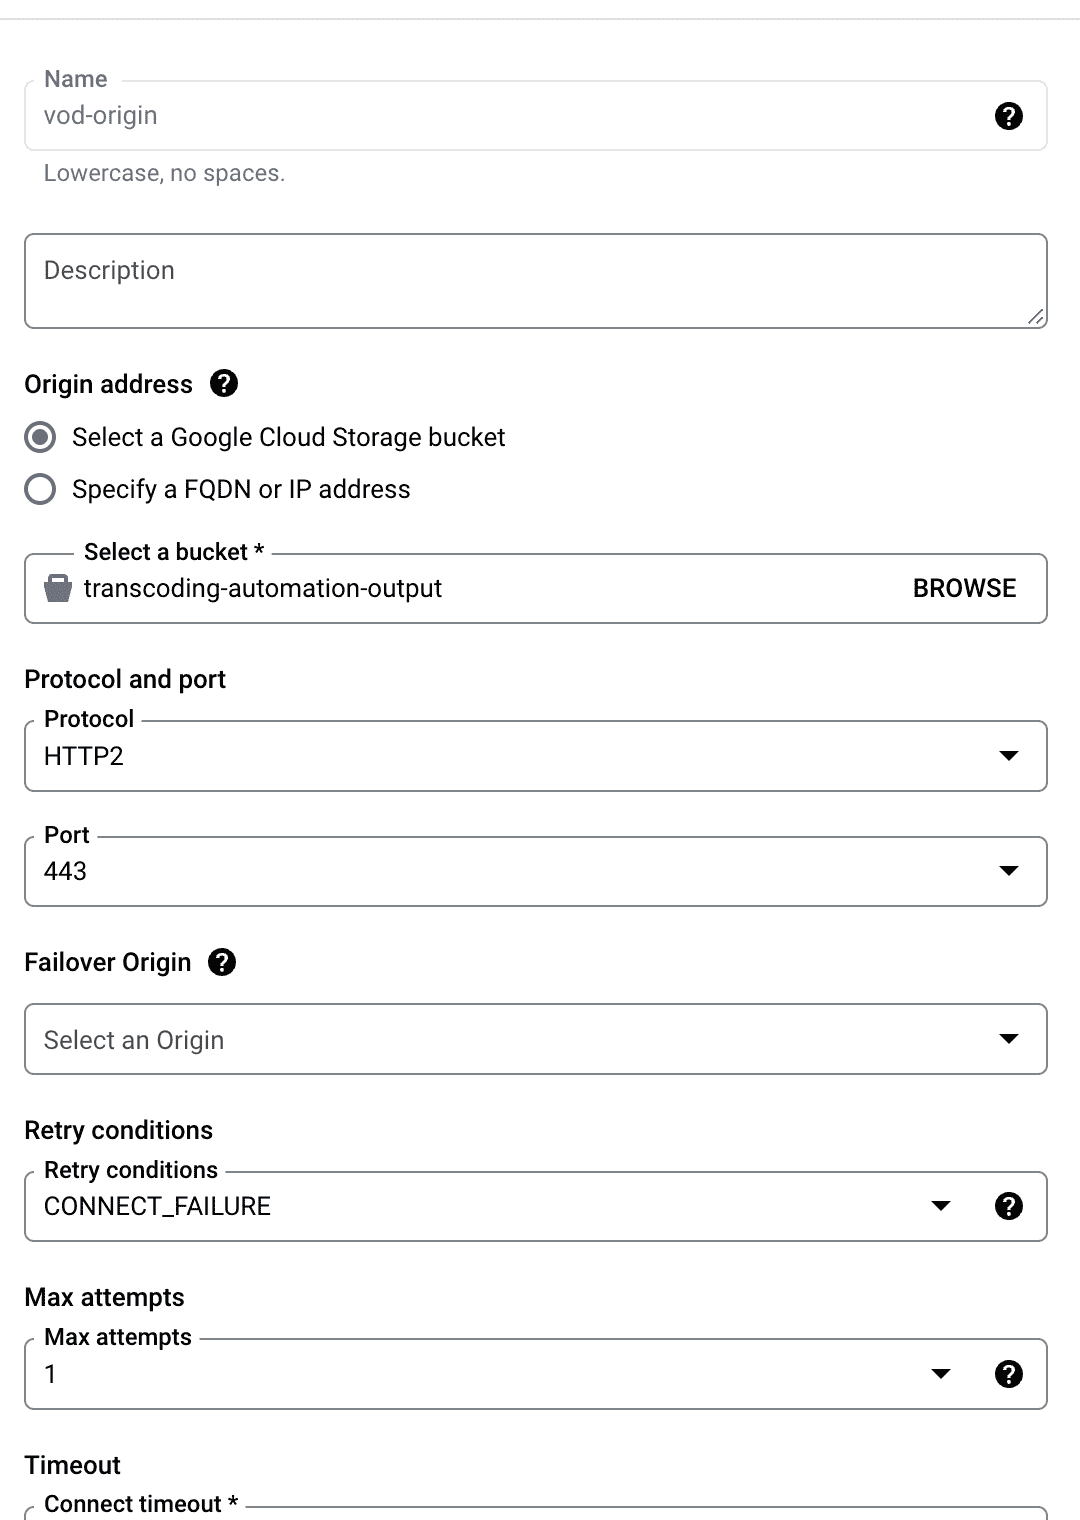 Name
vod-origin
Lowercase, no spaces.
Description
Origin address
Select a Google Cloud Storage bucket
Specify a FQDN or IP address
Select a bucket *
transcoding-automation-output BROWSE
Protocol and port
Protocol
HTTP2
Port
443
Failover Origin
Select an Origin
Retry conditions
Retry conditions
CONNECT_FAILURE
Max attempts
Max attempts
1
Timeout
Connect timeout *